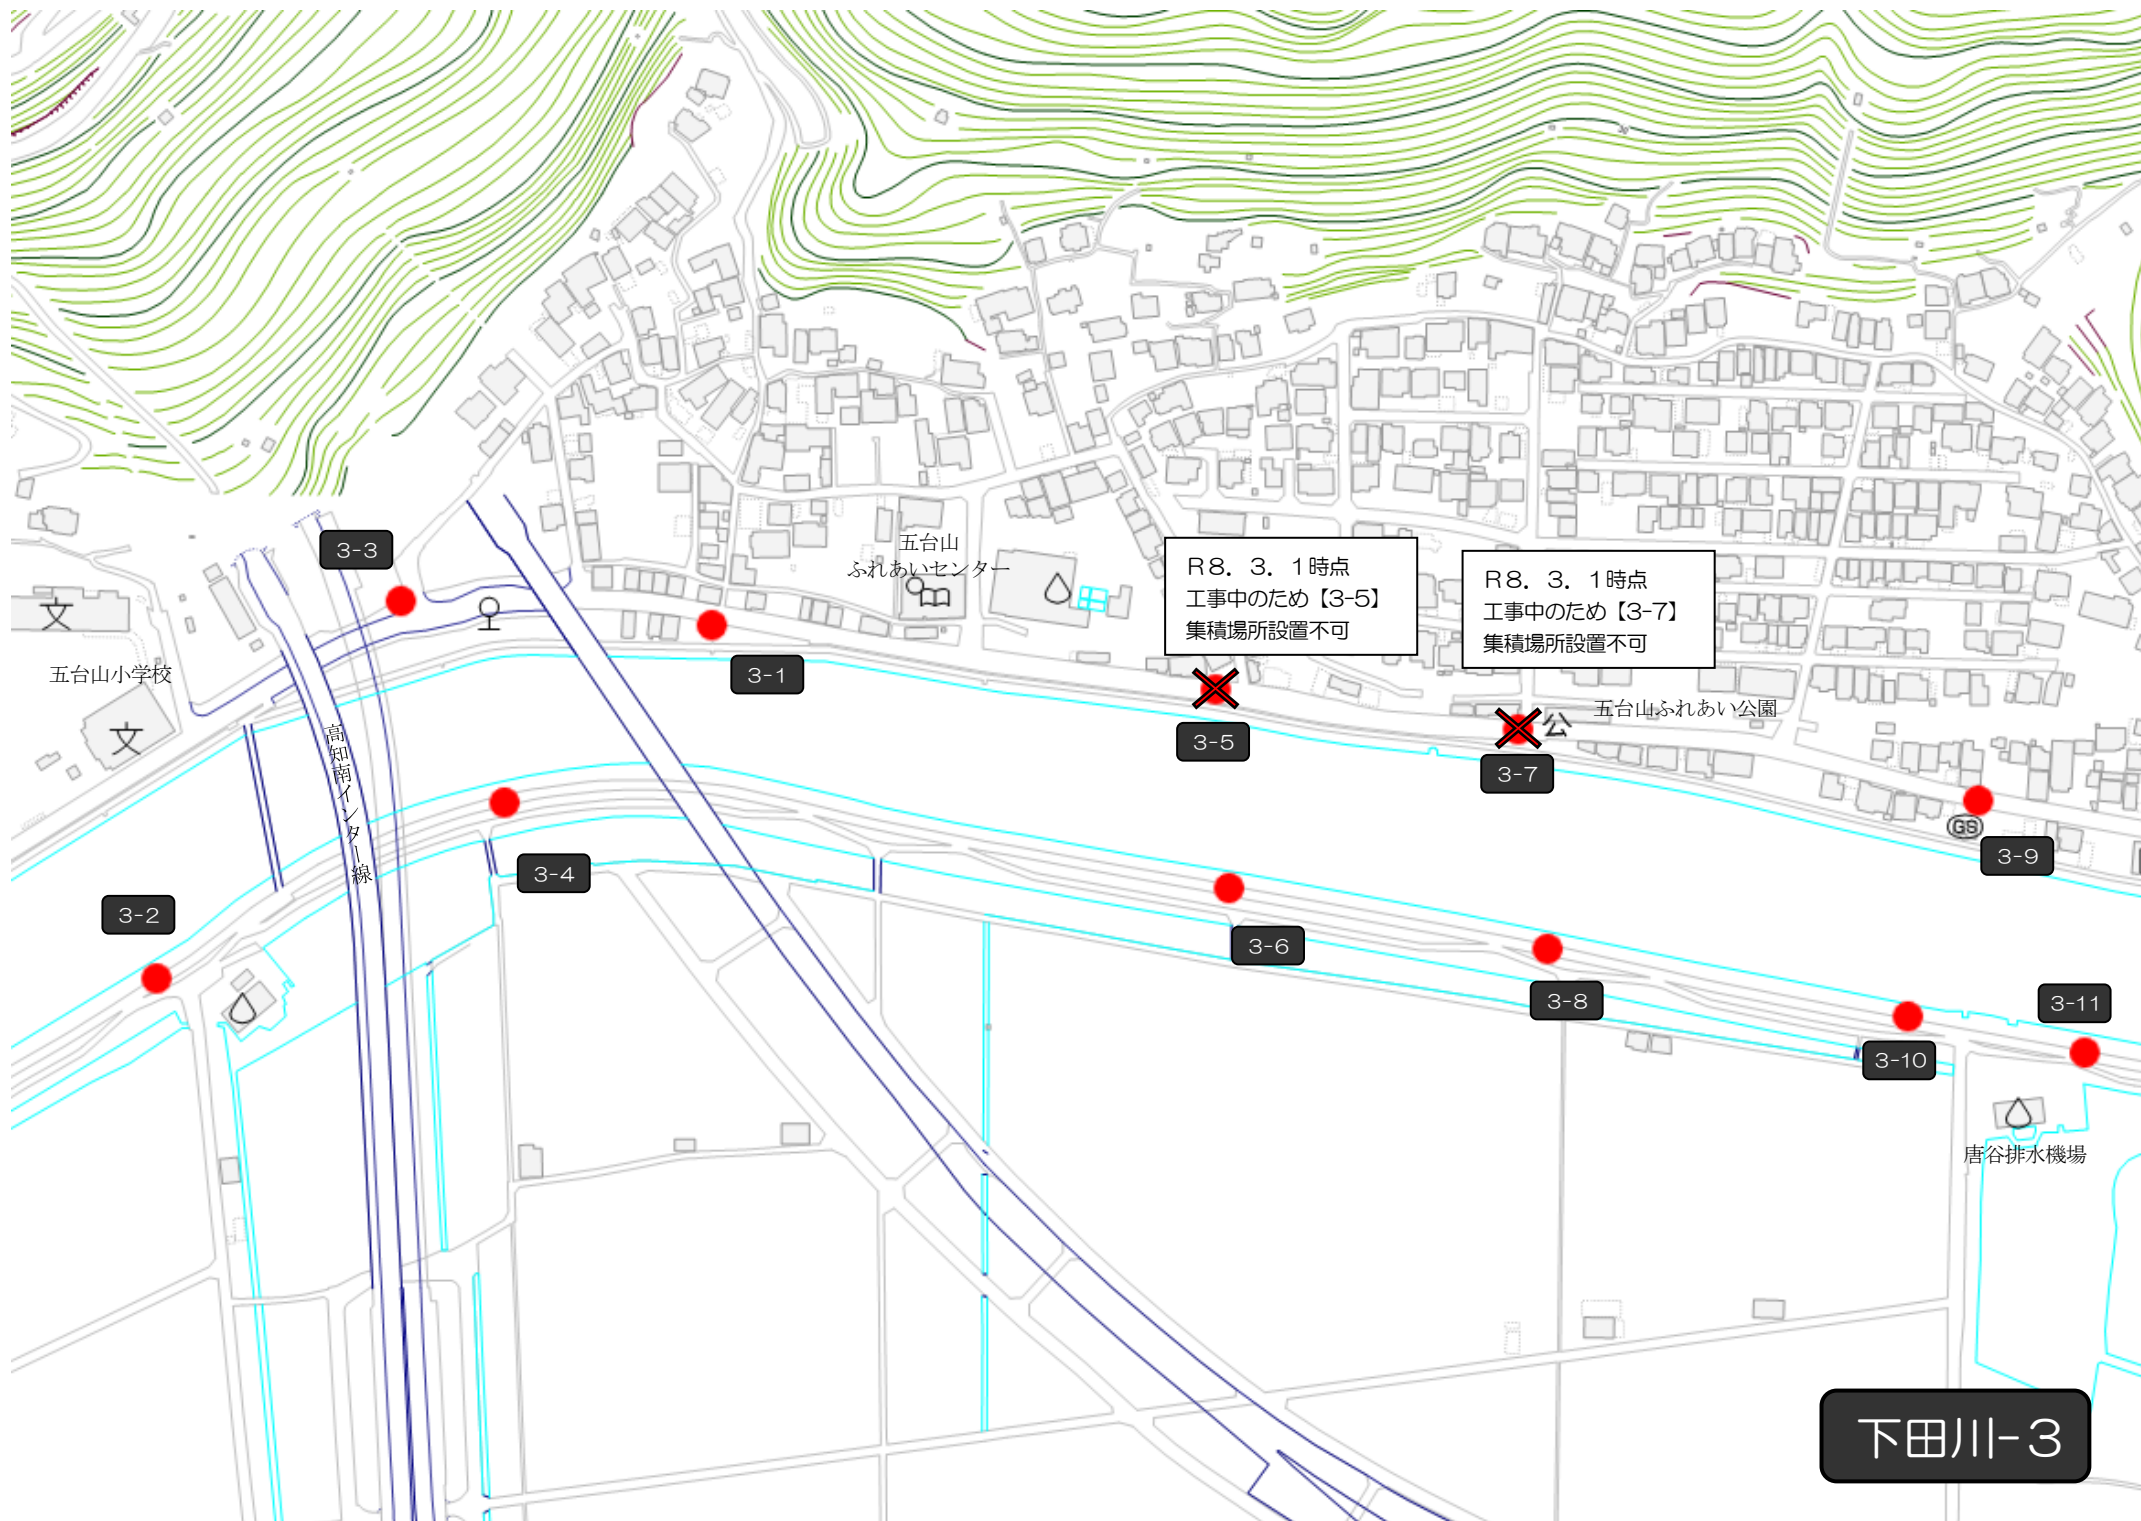 3-3
五台山
ふれあいセンター
R8．3．1時点
工事中のため【3-5】
集積場所設置不可
R8．3．1時点
工事中のため【3-7】
集積場所設置不可
文
五台山小学校
文
3-1
3-5
五台山ふれあい公園
公
3-7
高知南インター線
GS
3-9
3-4
3-2
3-6
3-8
3-11
3-10
唐谷排水機場
下田川-3